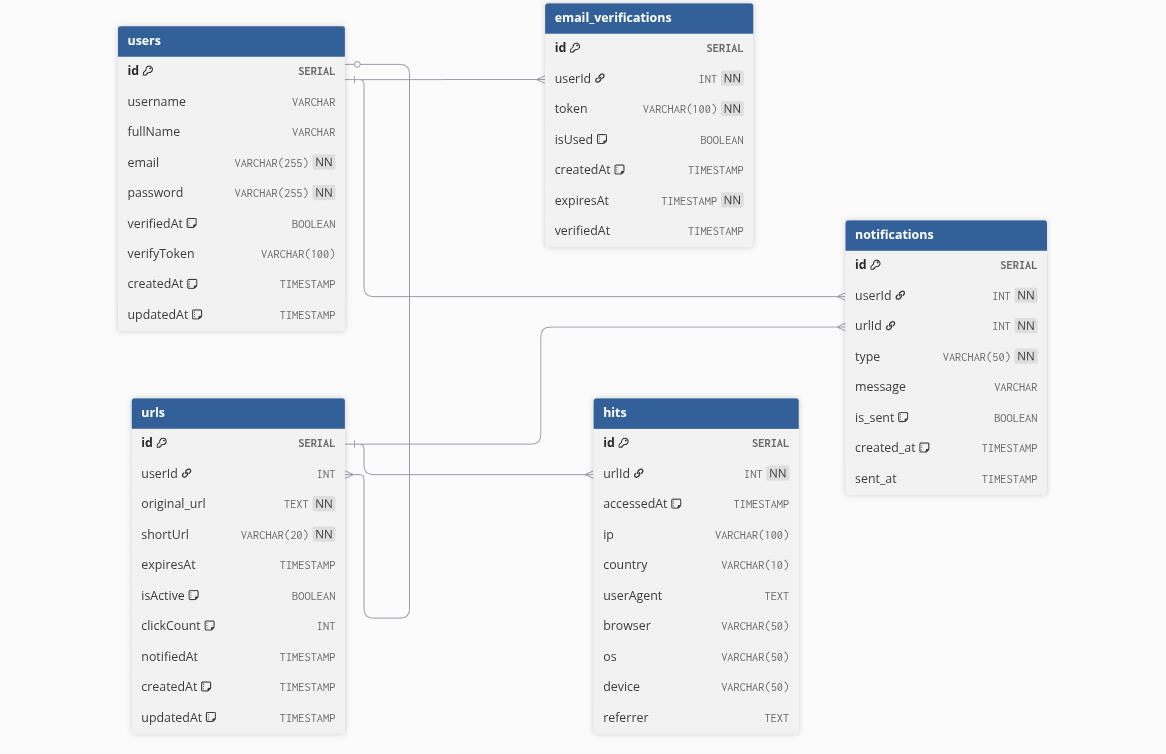 users
id SERIAL
username VARCHAR
fullName VARCHAR
email VARCHAR(255) NN
password VARCHAR(255) NN
verifiedAt BOOLEAN
verifyToken VARCHAR(100)
createdAt TIMESTAMP
updatedAt TIMESTAMP
email_verifications
id SERIAL
userId INT NN
token VARCHAR(100) NN
isUsed BOOLEAN
createdAt TIMESTAMP
expiresAt TIMESTAMP NN
verifiedAt TIMESTAMP
notifications
id SERIAL
userId INT NN
urlId INT NN
type VARCHAR(50) NN
message VARCHAR
is_sent BOOLEAN
created_at TIMESTAMP
sent_at TIMESTAMP
urls
id SERIAL
userId INT
original_url TEXT NN
shortUrl VARCHAR(20) NN
expiresAt TIMESTAMP
isActive BOOLEAN
clickCount INT
notifiedAt TIMESTAMP
createdAt TIMESTAMP
updatedAt TIMESTAMP
hits
id SERIAL
urlId INT NN
accessedAt TIMESTAMP
ip VARCHAR(100)
country VARCHAR(10)
userAgent TEXT
browser VARCHAR(50)
os VARCHAR(50)
device VARCHAR(50)
referrer TEXT